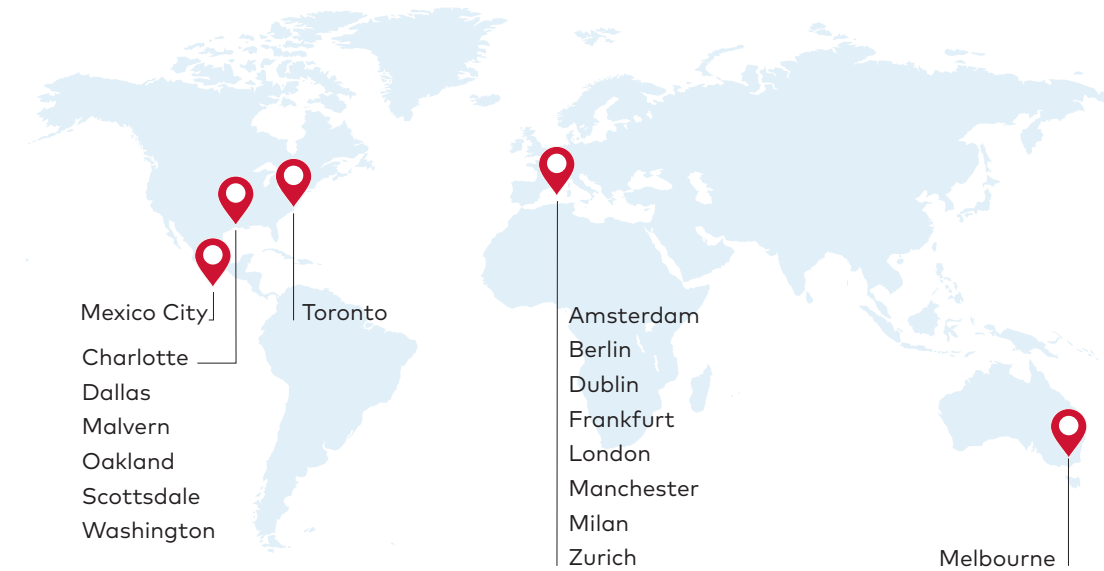 Mexico City
Toronto
Charlotte
Dallas
Malvern
Oakland
Scottsdale
Washington
Amsterdam
Berlin
Dublin
Frankfurt
London
Manchester
Milan
Zurich
Melbourne